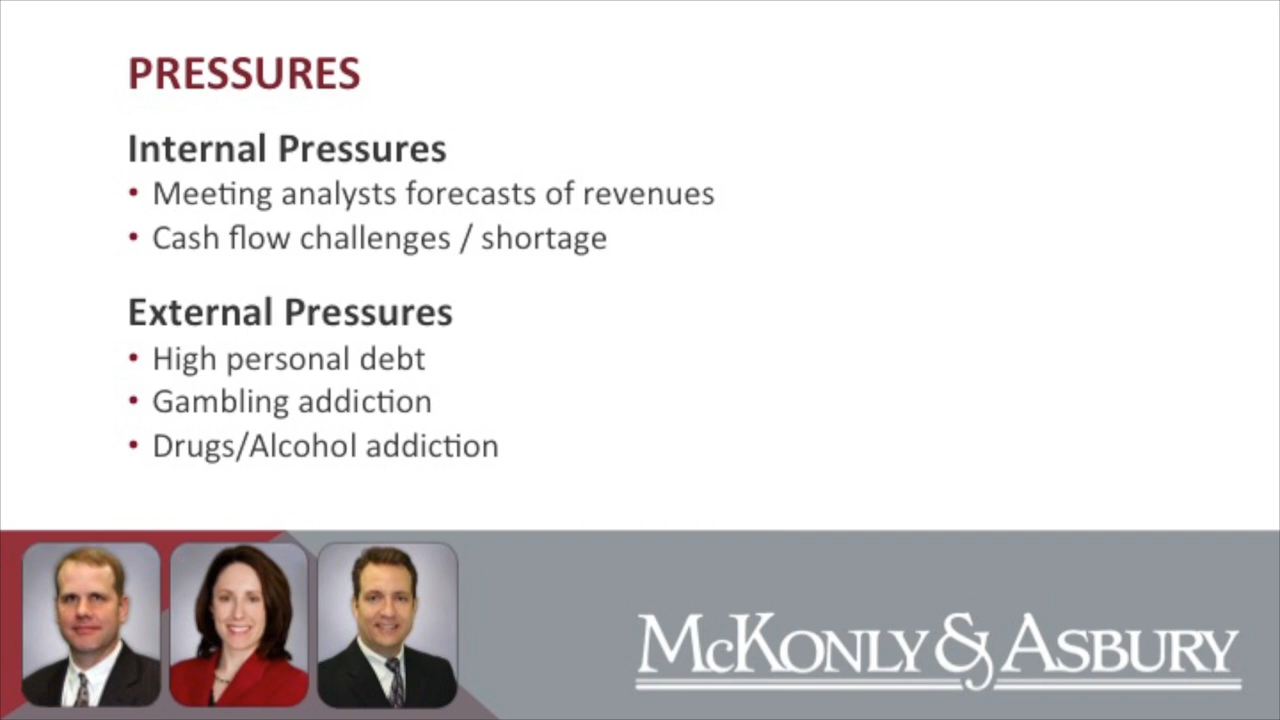 PRESSURES
Internal Pressures
• Meeting analysts forecasts of revenues
• Cash flow challenges / shortage
External Pressures
• High personal debt
• Gambling addiction
• Drugs/Alcohol addiction
McKONLY & ASBURY